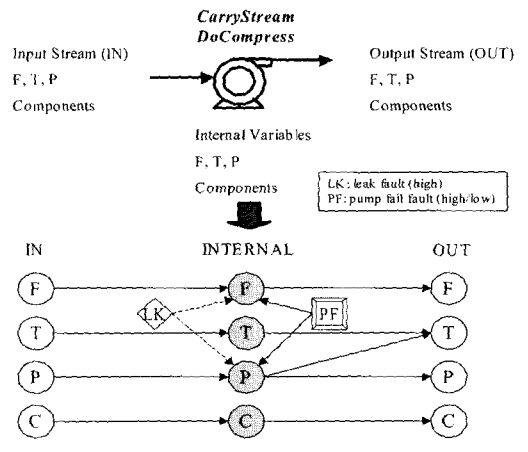 CarryStream
DoCompress
Input Stream (IN)
F, T, P
Components
Output Stream (OUT)
F, T, P
Components
Internal Variables
F, T, P
Components
LK: leak fault (high)
PF: pump fail fault (high/low)
IN INTERNAL OUT
F F F
LK PF
T T T
P P P
C C C